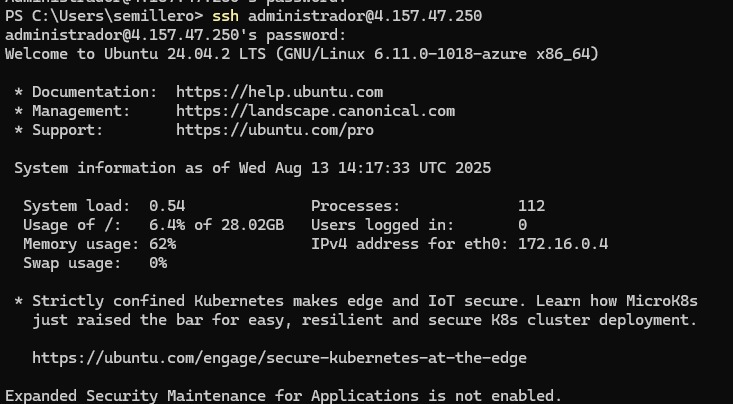 Administrador@4.157.47.250's password:
PS C:\Users\semillero> ssh administrador@4.157.47.250
administrador@4.157.47.250's password:
Welcome to Ubuntu 24.04.2 LTS (GNU/Linux 6.11.0-1018-azure x86_64)

 * Documentation:  https://help.ubuntu.com
 * Management:     https://landscape.canonical.com
 * Support:        https://ubuntu.com/pro

 System information as of Wed Aug 13 14:17:33 UTC 2025

  System load:  0.54               Processes:             112
  Usage of /:   6.4% of 28.02GB   Users logged in:       0
  Memory usage: 62%                IPv4 address for eth0: 172.16.0.4
  Swap usage:   0%

 * Strictly confined Kubernetes makes edge and IoT secure. Learn how MicroK8s
   just raised the bar for easy, resilient and secure K8s cluster deployment.

   https://ubuntu.com/engage/secure-kubernetes-at-the-edge

Expanded Security Maintenance for Applications is not enabled.